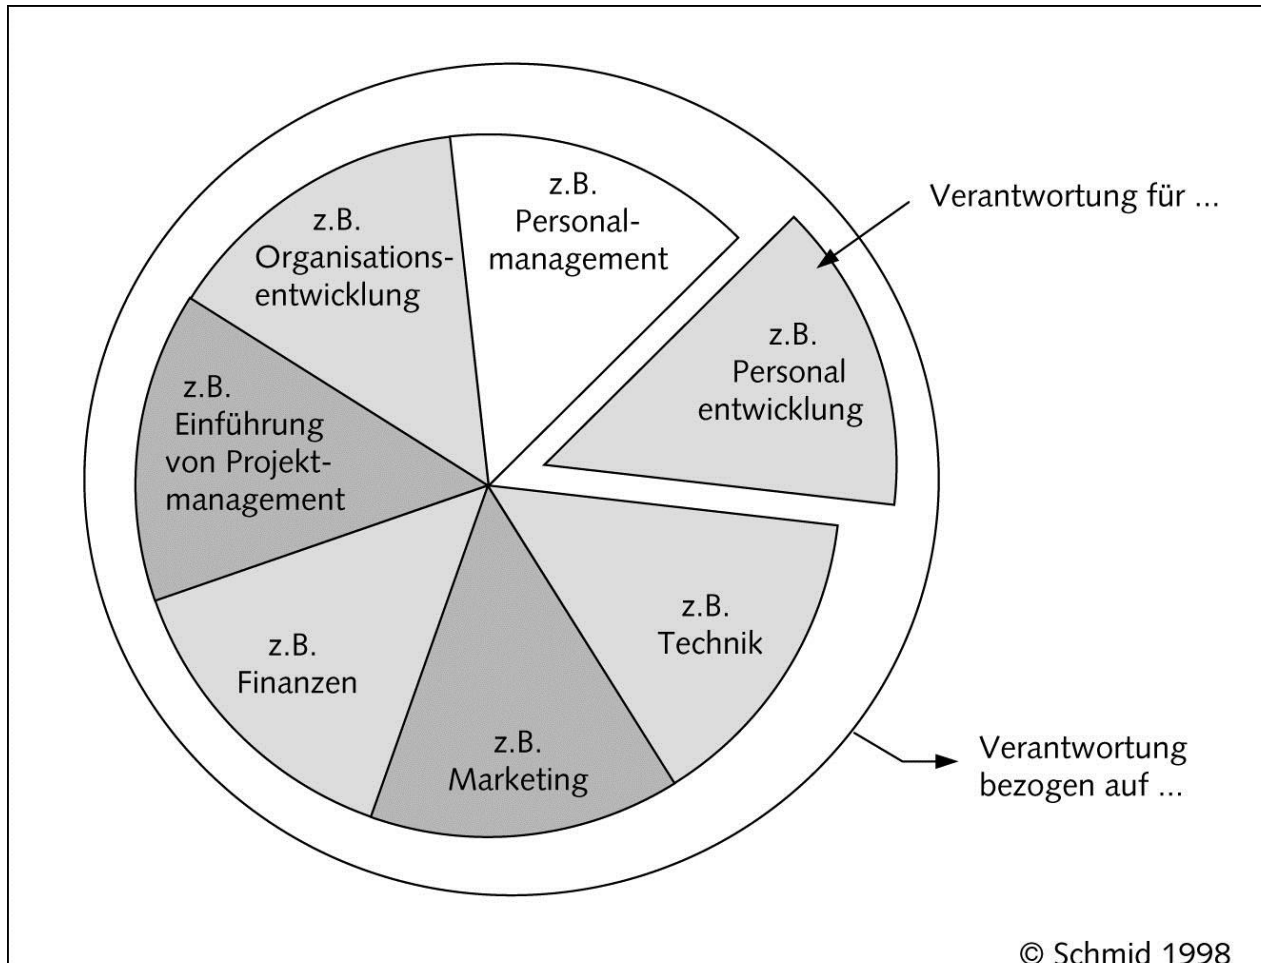 z.B.
Personal-
management
z.B.
Organisations-
entwicklung
Verantwortung für ...
z.B.
Personal
entwicklung
z.B.
Einführung
von Projekt-
management
z.B.
Technik
z.B.
Finanzen
z.B.
Marketing
Verantwortung
bezogen auf ...
© Schmid 1998